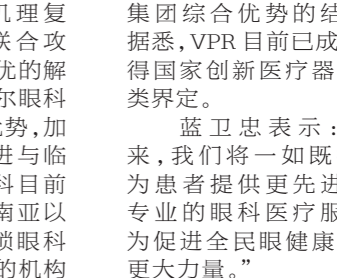 机理复
联合攻
优的解
尔眼科
优势,加
进与临
科目前
南亚以
锁眼科
的机构
集团综合优势的结
据悉,VPR目前已成
得国家创新医疗器
类界定。
蓝卫忠表示:
来,我们将一如既
为患者提供更先进
专业的眼科医疗服
为促进全民眼健康
更大力量。”